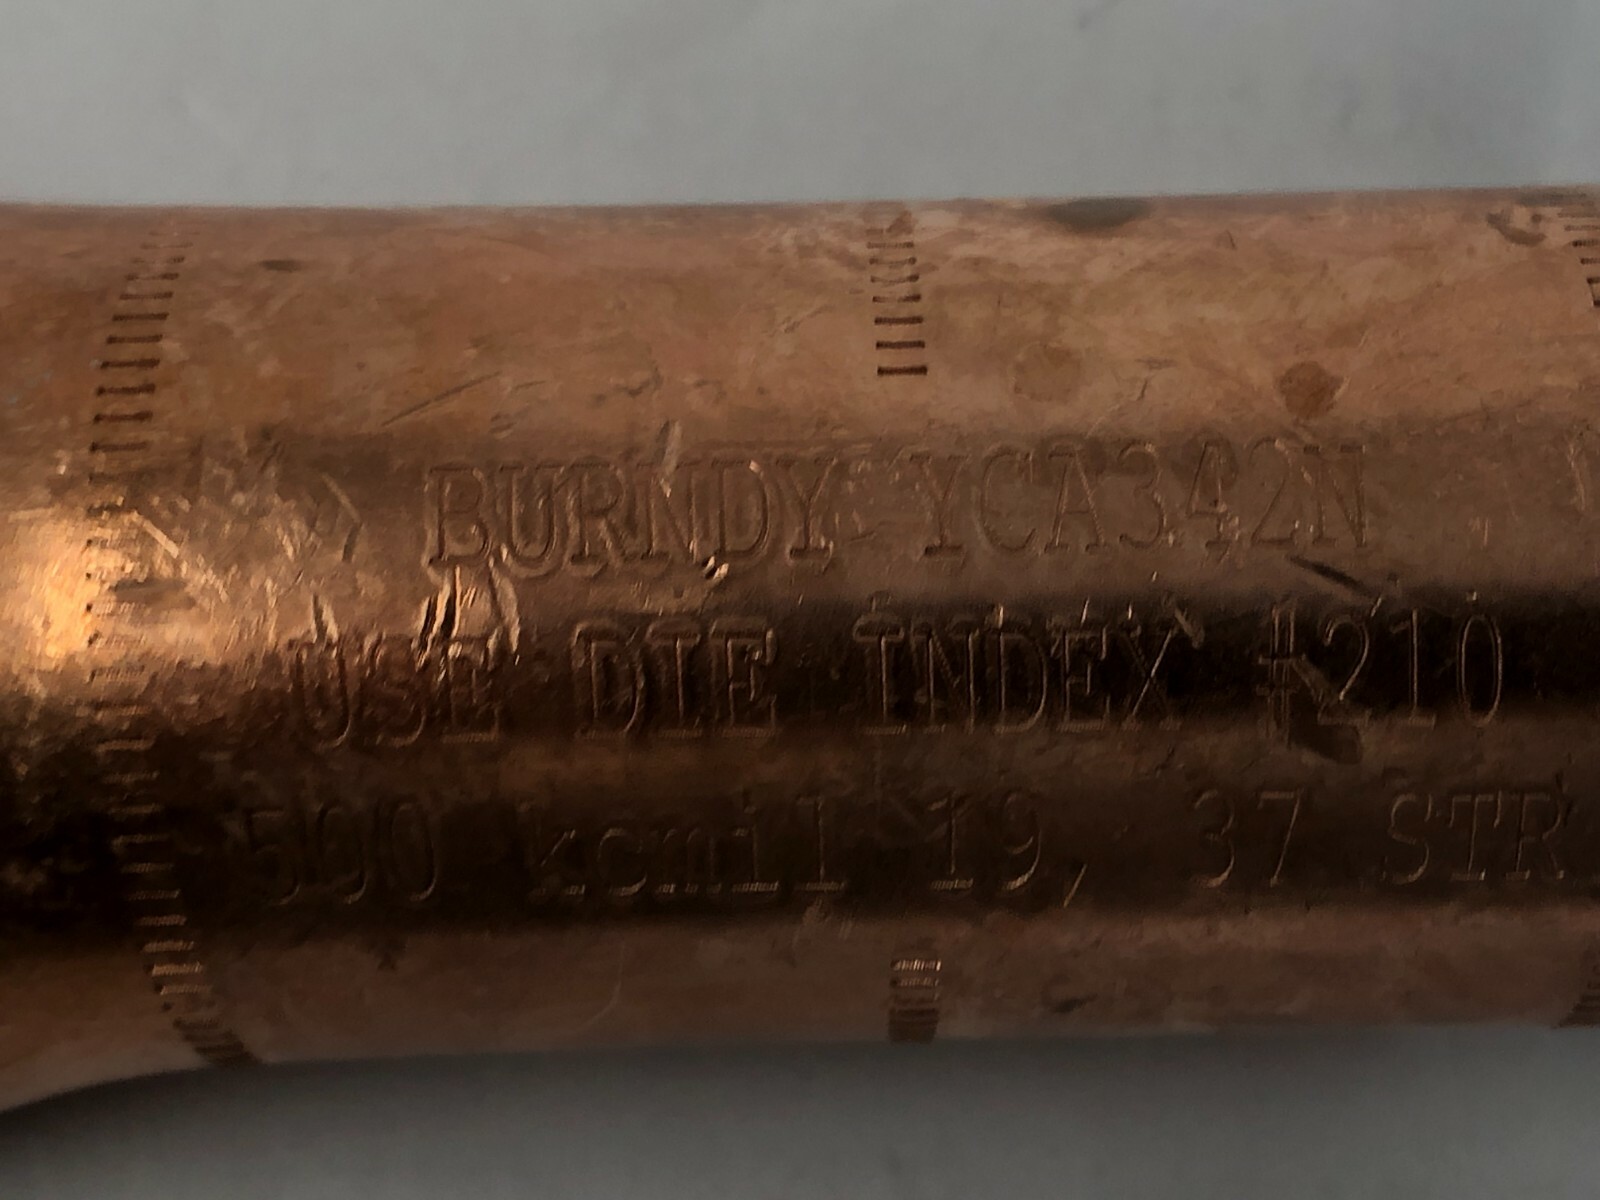 BURNDY YCA342N
USE DIE INDEX #210
500 kcmil 19, 37 STR